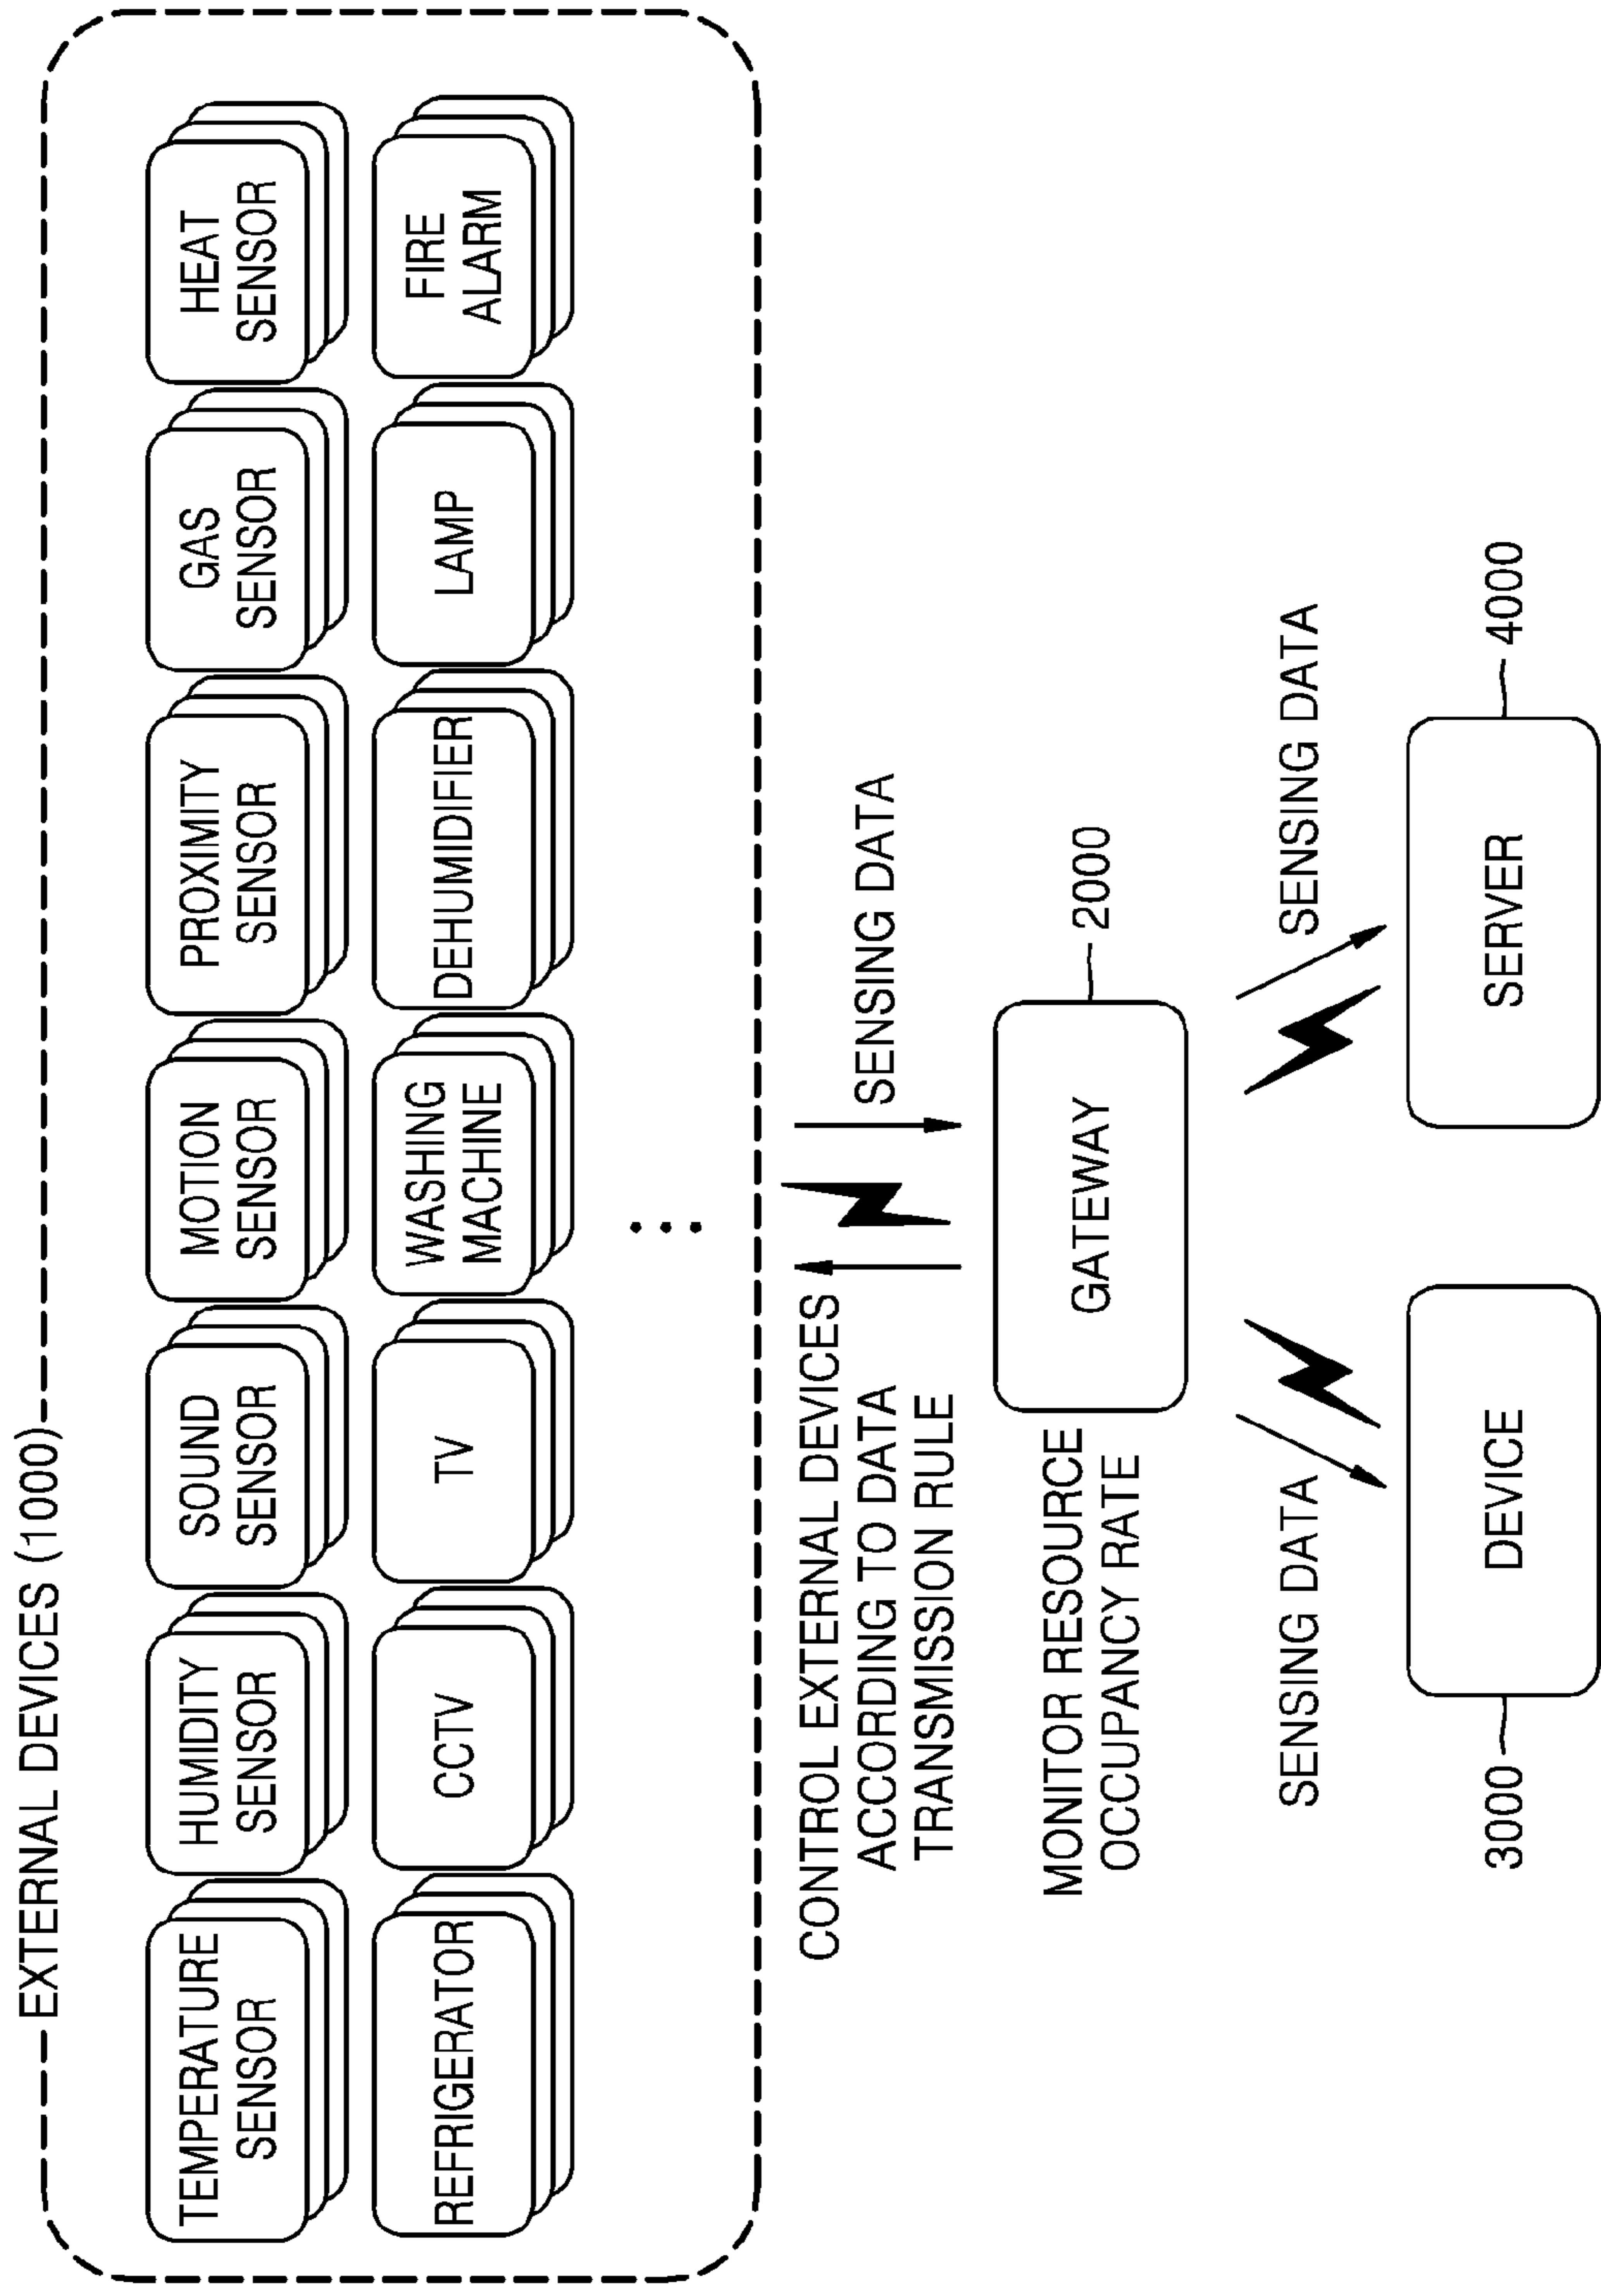 EXTERNAL DEVICES (1000)
TEMPERATURE
SENSOR
HUMIDITY
SENSOR
SOUND
SENSOR
MOTION
SENSOR
PROXIMITY
SENSOR
GAS
SENSOR
HEAT
SENSOR
REFRIGERATOR
CCTV
TV
WASHING
MACHINE
DEHUMIDIFIER
LAMP
FIRE
ALARM
CONTROL EXTERNAL DEVICES
ACCORDING TO DATA
TRANSMISSION RULE
SENSING DATA
MONITOR RESOURCE
OCCUPANCY RATE
GATEWAY
2000
SENSING DATA
SENSING DATA
3000
DEVICE
SERVER
4000